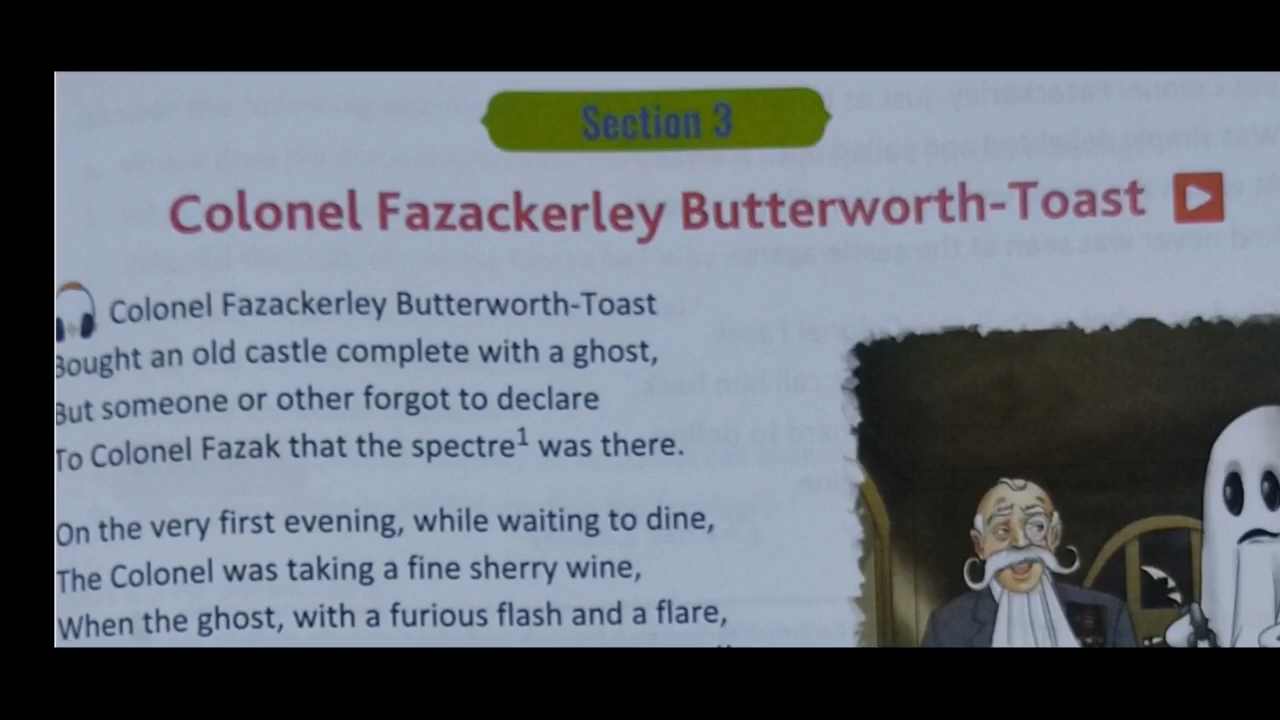 Section 3
Colonel Fazackerley Butterworth-Toast
Colonel Fazackerley Butterworth-Toast
Bought an old castle complete with a ghost,
But someone or other forgot to declare
To Colonel Fazak that the spectre1 was there.
On the very first evening, while waiting to dine,
The Colonel was taking a fine sherry wine,
When the ghost, with a furious flash and a flare,